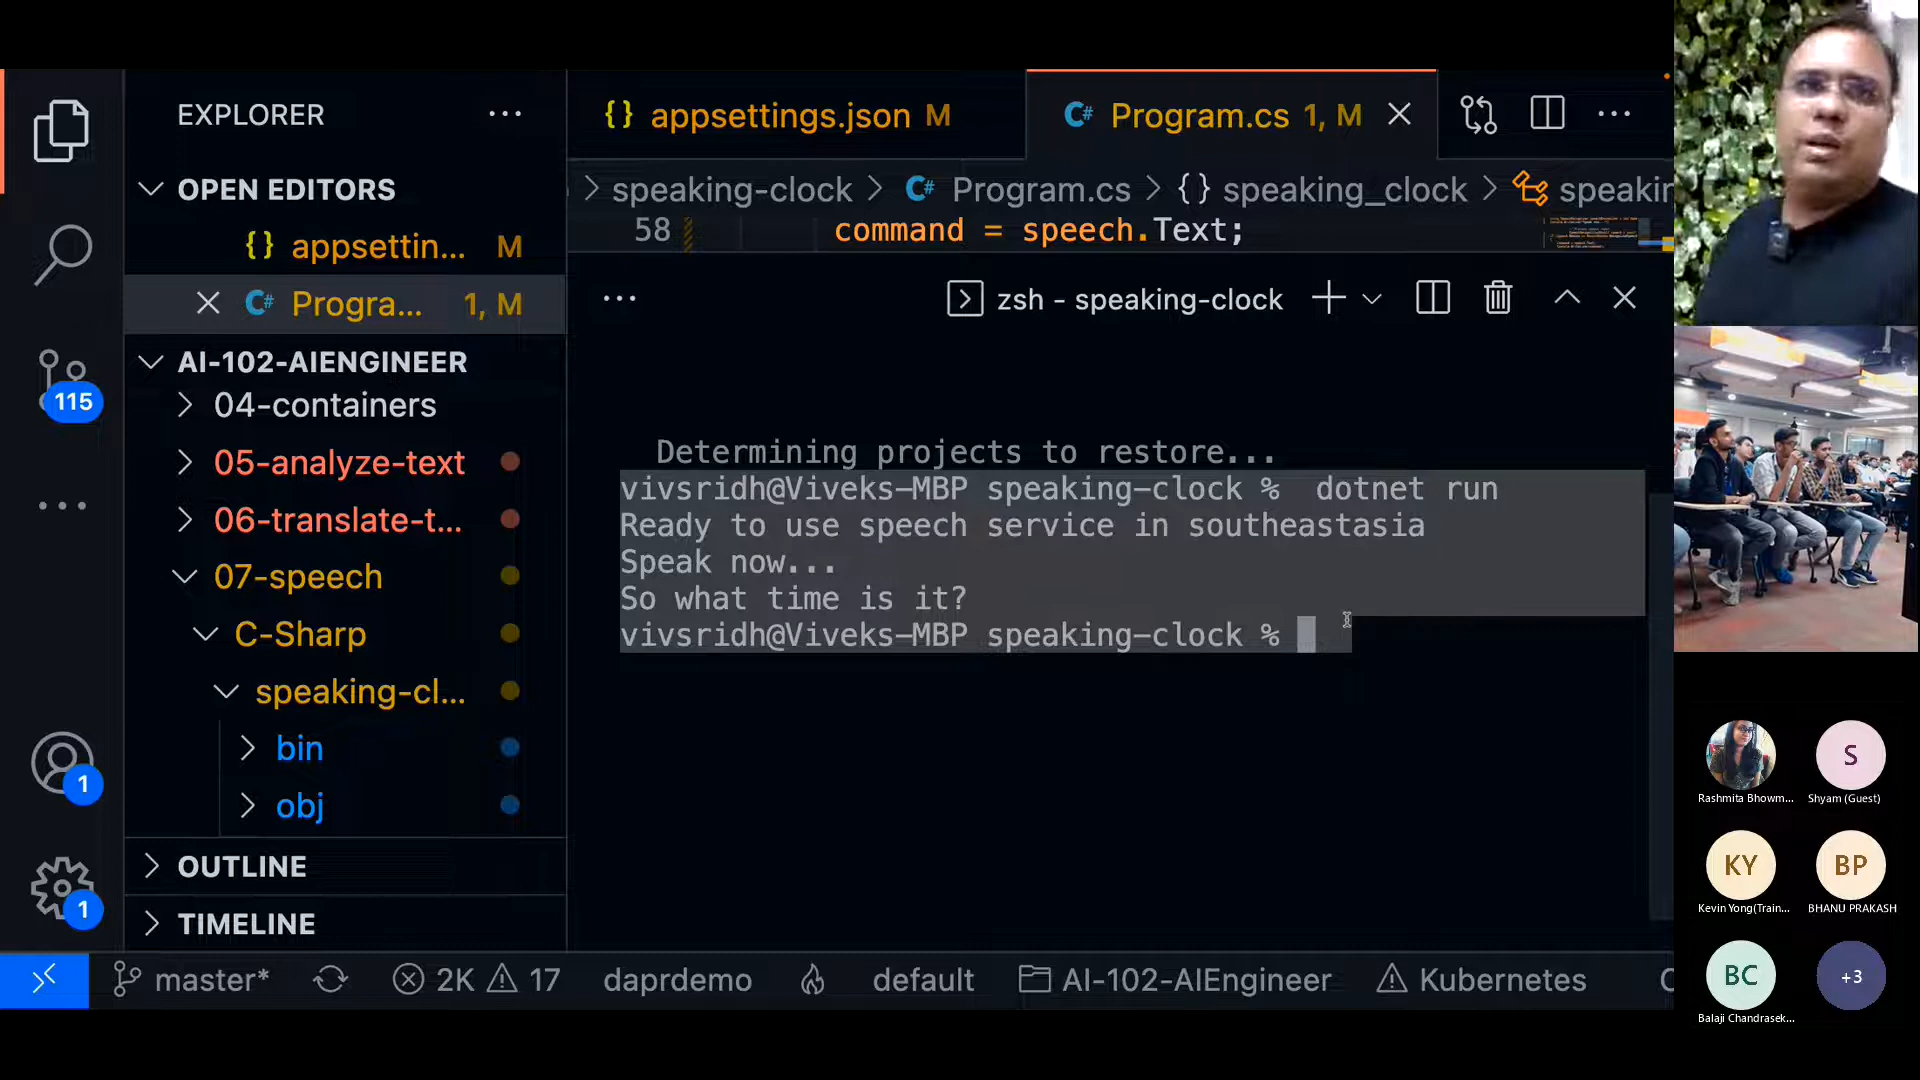 EXPLORER
OPEN EDITORS
{} appsettin... M
C# Progra... 1, M
AI-102-AIENGINEER
04-containers
05-analyze-text
06-translate-t...
07-speech
C-Sharp
speaking-cl...
bin
obj
OUTLINE
TIMELINE
115
1
1
{} appsettings.json M
C# Program.cs 1, M
speaking-clock > C# Program.cs > {} speaking_clock > speakin
58 command = speech.Text;
zsh - speaking-clock
Determining projects to restore...
vivsridh@Viveks-MBP speaking-clock % dotnet run
Ready to use speech service in southeastasia
Speak now...
So what time is it?
vivsridh@Viveks-MBP speaking-clock %
master* 2K 17 daprdemo default AI-102-AIEngineer Kubernetes
Rashmita Bhowm...
S
Shyam (Guest)
KY
Kevin Yong(Train...
BP
BHANU PRAKASH
BC
Balaji Chandrasek...
+3